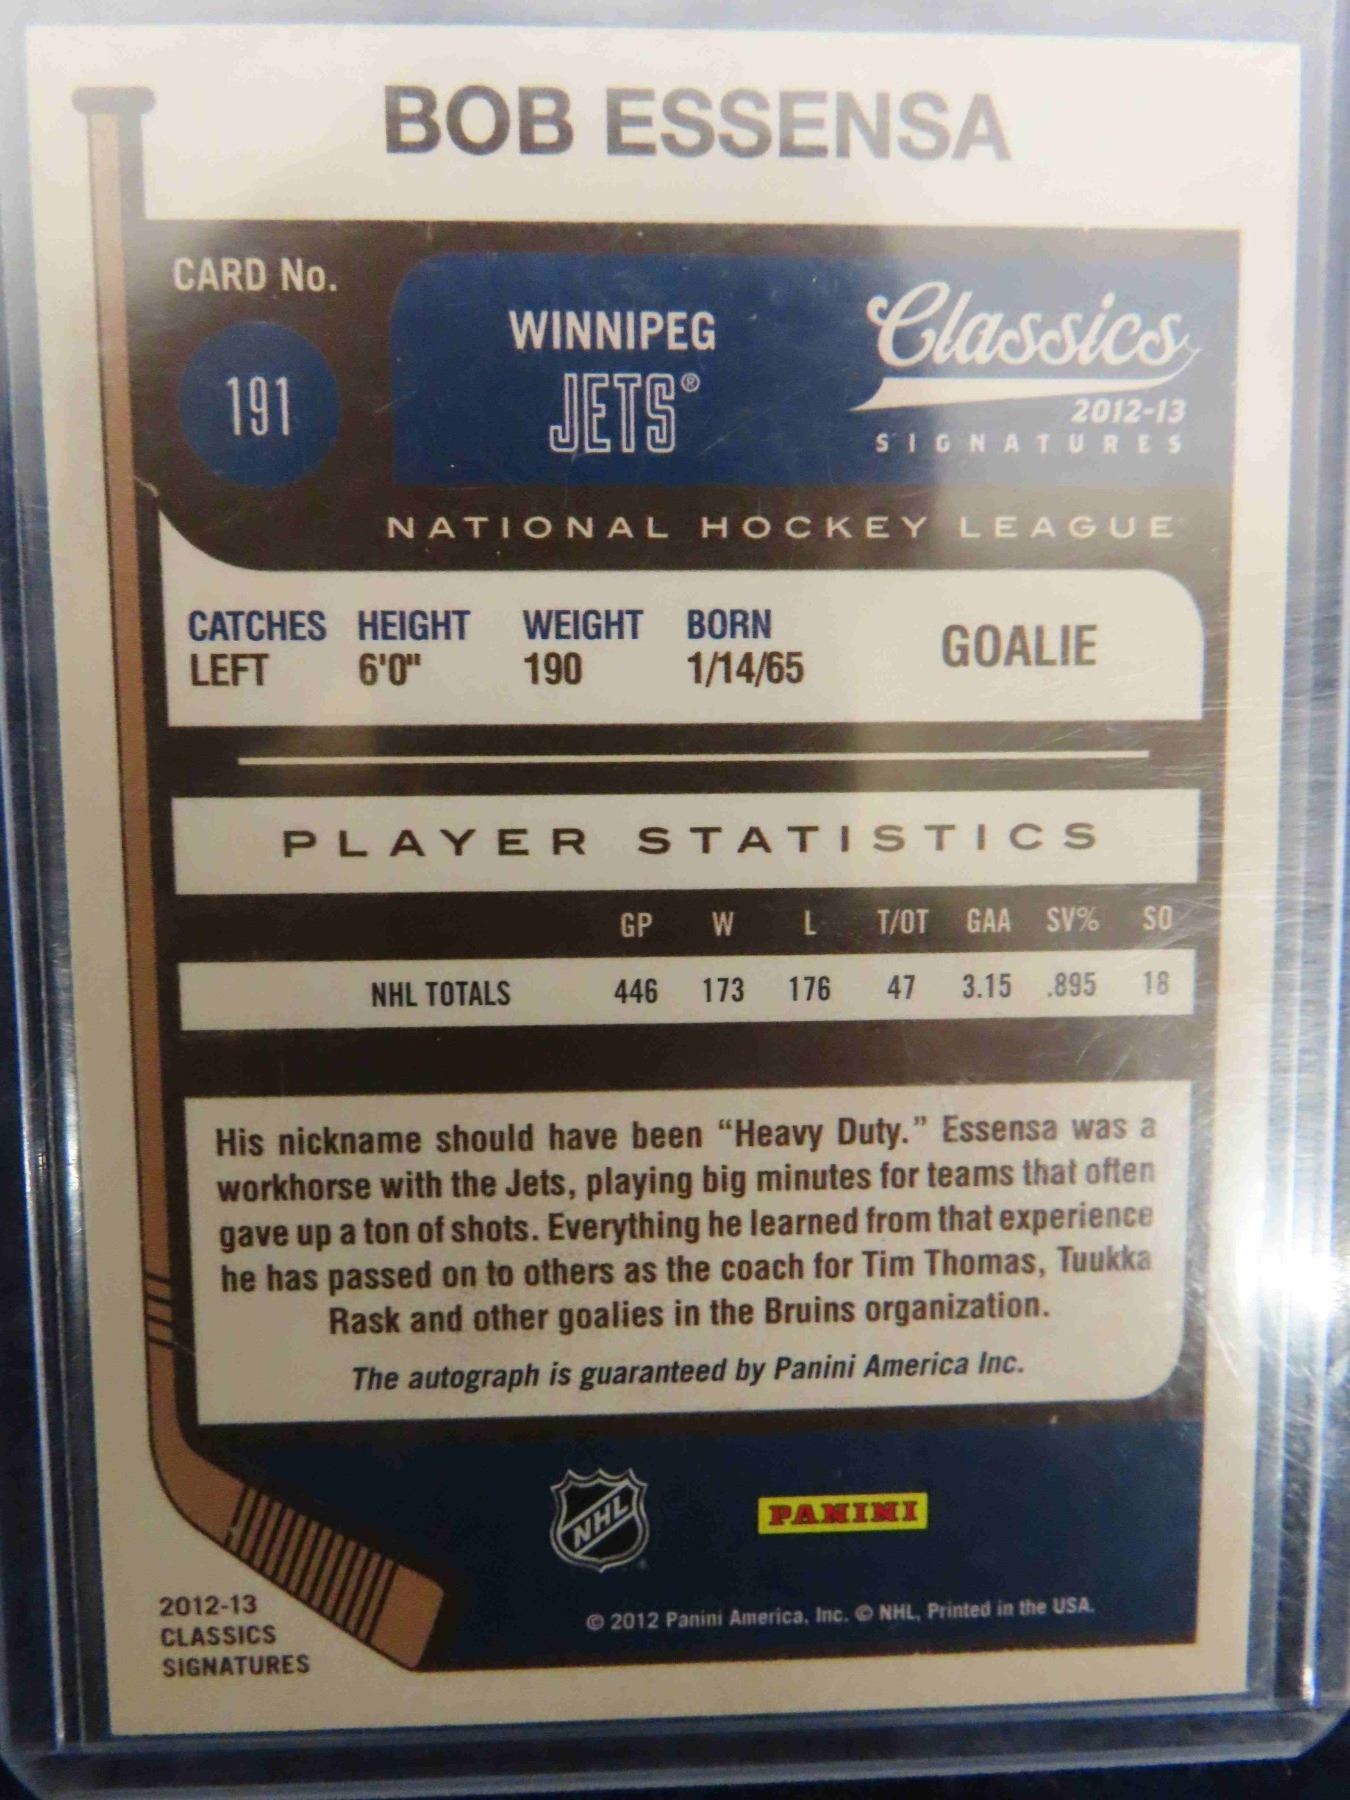 BOB ESSENSA
CARD No.
191
WINNIPEG
JETS®
Classics
2012-13
SIGNATURES
NATIONAL HOCKEY LEAGUE
CATCHES HEIGHT WEIGHT BORN
LEFT 6'0" 190 1/14/65
GOALIE
PLAYER STATISTICS
GP W L T/OT GAA SV% SO
NHL TOTALS 446 173 176 47 3.15 .895 18
His nickname should have been “Heavy Duty.” Essensa was a
workhorse with the Jets, playing big minutes for teams that often
gave up a ton of shots. Everything he learned from that experience
he has passed on to others as the coach for Tim Thomas, Tuukka
Rask and other goalies in the Bruins organization.
The autograph is guaranteed by Panini America Inc.
NHL
PANINI
© 2012 Panini America, Inc. © NHL, Printed in the USA.
2012-13
CLASSICS
SIGNATURES